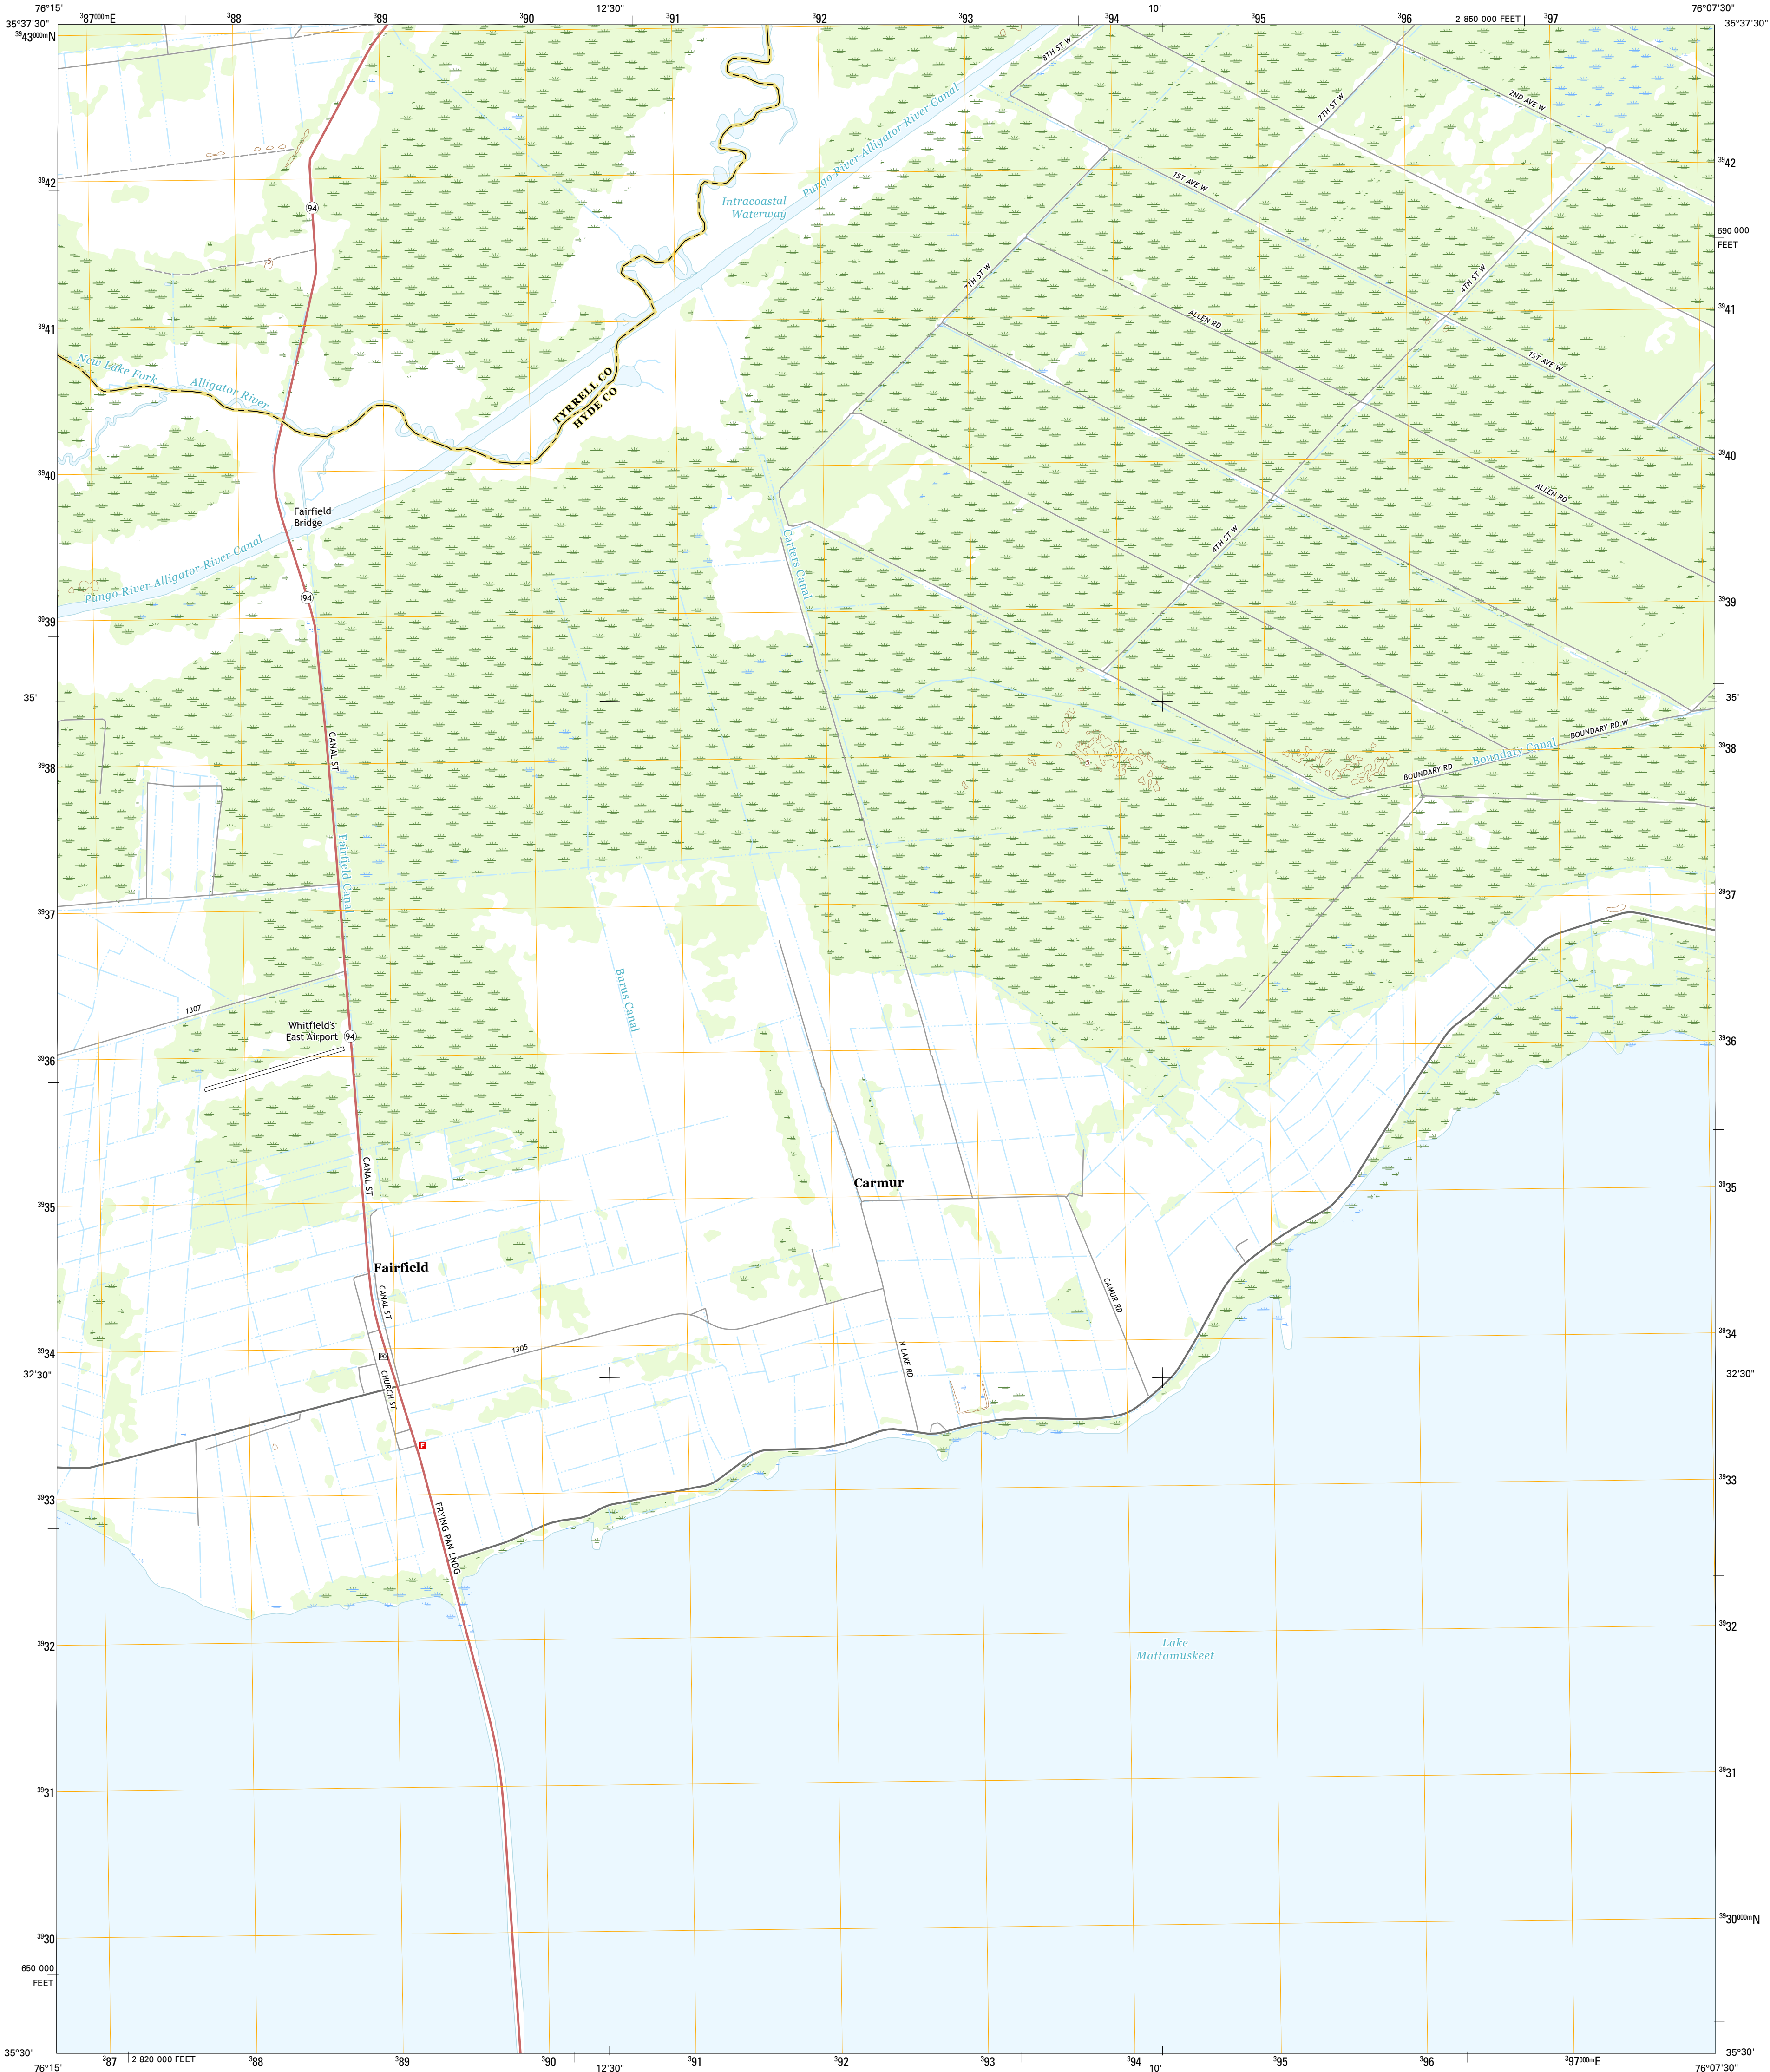 76°15'
³87⁰⁰⁰ᵐE
³88
³89
³90
12'30"
³91
³92
³93
³94
10'
³95
³96
2 850 000 FEET
³97
76°07'30"
35°37'30"
35°37'30"
³⁹43⁰⁰⁰ᵐN
8TH ST W
7TH ST W
2ND AVE W
Pungo River Alligator River Canal
³⁹42
³⁹42
1ST AVE W
94
Intracoastal
Waterway
690 000
FEET
5
7TH ST W
4TH ST W
³⁹41
³⁹41
ALLEN RD
New Lake Fork
Alligator River
1ST AVE W
TYRRELL CO
HYDE CO
³⁹40
³⁹40
ALLEN RD
Fairfield
Bridge
4TH ST W
Carters Canal
Pungo River Alligator River Canal
94
³⁹39
³⁹39
35'
35'
CANAL ST
BOUNDARY RD W
Boundary Canal
³⁹38
³⁹38
5
BOUNDARY RD
Fairfield Canal
³⁹37
³⁹37
Burus Canal
1307
Whitfield's
East Airport
94
³⁹36
³⁹36
CANAL ST
Carmur
³⁹35
³⁹35
Fairfield
CANAL ST
CAMUR RD
1305
N LAKE RD
³⁹34
³⁹34
PO
32'30"
32'30"
CHURCH ST
F
³⁹33
³⁹33
FRYING PAN LNDG
³⁹32
³⁹32
Lake
Mattamuskeet
³⁹31
³⁹31
³⁹30
³⁹30⁰⁰⁰ᵐN
650 000
FEET
35°30'
35°30'
76°15'
³87
2 820 000 FEET
³88
³89
³90
12'30"
³91
³92
³93
³94
10'
³95
³96
³97⁰⁰⁰ᵐE
76°07'30"